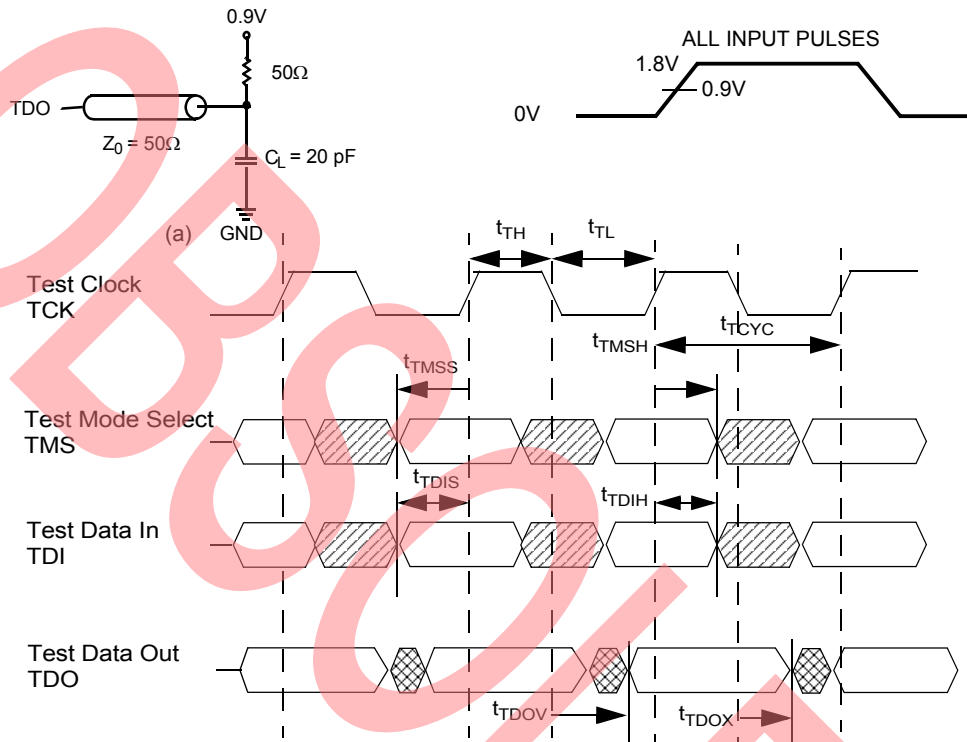 0.9V
50Ω
TDO
Z0 = 50Ω
CL = 20 pF
(a)
GND
ALL INPUT PULSES
1.8V
0.9V
0V
tTH
tTL
Test Clock
TCK
tTMSH
tTCYC
tTMSS
Test Mode Select
TMS
tTDIS
tTDIH
Test Data In
TDI
Test Data Out
TDO
tTDOV
tTDOX
OBSOL